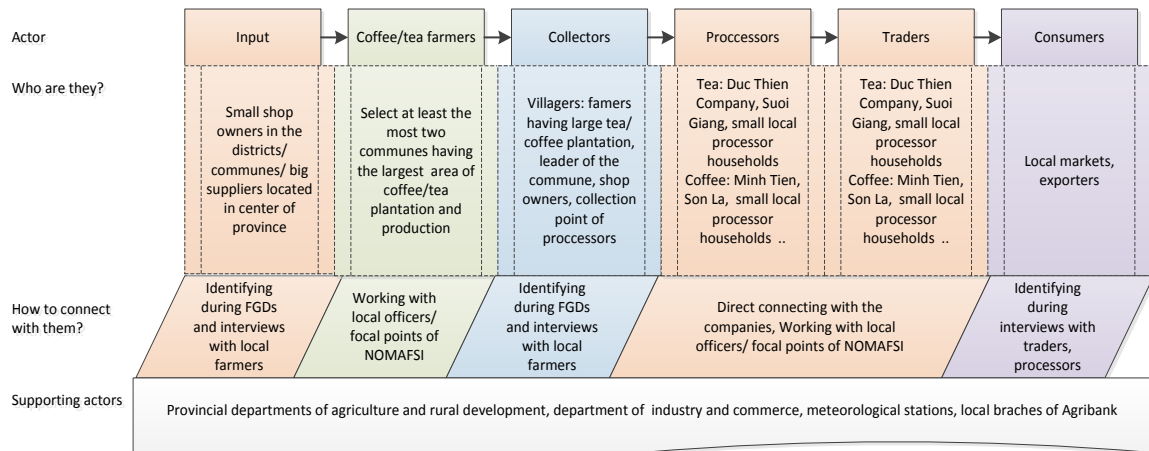 Actor
Input
Coffee/tea farmers
Collectors
Proccessors
Traders
Consumers
Who are they?
Small shop
owners in the
districts/
communes/ big
suppliers located
in center of
province
Select at least the
most two
communes having
the largest area of
coffee/tea
plantation and
production
Villagers: famers
having large tea/
coffee plantation,
leader of the
commune, shop
owners, collection
point of
proccessors
Tea: Duc Thien
Company, Suoi
Giang, small local
processor
households
Coffee: Minh Tien,
Son La, small local
processor
households ..
Tea: Duc Thien
Company, Suoi
Giang, small local
processor
households
Coffee: Minh Tien,
Son La, small local
processor
households ..
Local markets,
exporters
How to connect
with them?
Identifying
during FGDs
and interviews
with local
farmers
Working with
local officers/
focal points of
NOMAFSI
Identifying
during FGDs
and interviews
with local
farmers
Direct connecting with the
companies, Working with local
officers/ focal points of NOMAFSI
Identifying
during
interviews with
traders,
processors
Supporting actors
Provincial departments of agriculture and rural development, department of industry and commerce, meteorological stations, local braches of Agribank